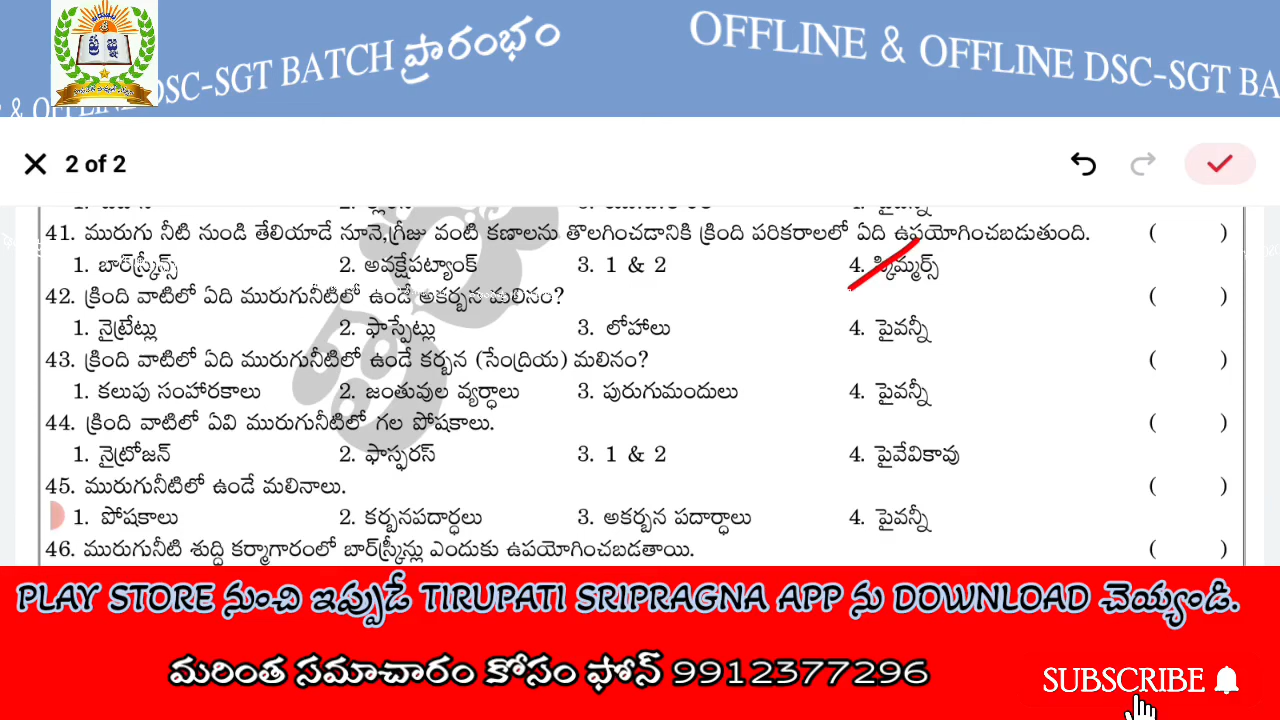 DSC-SGT BATCH ప్రారంభం
OFFLINE & OFFLINE DSC-SGT BA
& OFFLINE
ప్రజ్ఞ
2 of 2
41. మురుగు నీటి నుండి తేలియాడే నూనె,గ్రీజు వంటి కణాలను తొలగించడానికి క్రింది పరికరాలలో ఏది ఉపయోగించబడుతుంది. ( )
1. బార్‌స్క్రీన్స్ 2. అవక్షేపట్యాంక్ 3. 1 & 2 4. స్కిమ్మర్స్
42. క్రింది వాటిలో ఏది మురుగునీటిలో ఉండే అకర్బన మలినం? ( )
1. నైట్రేట్లు 2. ఫాస్పేట్లు 3. లోహాలు 4. పైవన్నీ
43. క్రింది వాటిలో ఏది మురుగునీటిలో ఉండే కర్బన (సేంద్రియ) మలినం? ( )
1. కలుపు సంహారకాలు 2. జంతువుల వ్యర్ధాలు 3. పురుగుమందులు 4. పైవన్నీ
44. క్రింది వాటిలో ఏవి మురుగునీటిలో గల పోషకాలు. ( )
1. నైట్రోజన్ 2. ఫాస్ఫరస్ 3. 1 & 2 4. పైవేవికావు
45. మురుగునీటిలో ఉండే మలినాలు. ( )
1. పోషకాలు 2. కర్బనపదార్ధలు 3. అకర్బన పదార్ధాలు 4. పైవన్నీ
46. మురుగునీటి శుద్ది కర్మాగారంలో బార్‌స్క్రీన్లు ఎందుకు ఉపయోగించబడతాయి. ( )
PLAY STORE నుంచి ఇప్పుడే TIRUPATI SRIPRAGNA APP ను DOWNLOAD చెయ్యండి.
మరింత సమాచారం కోసం ఫోన్ 9912377296
SUBSCRIBE